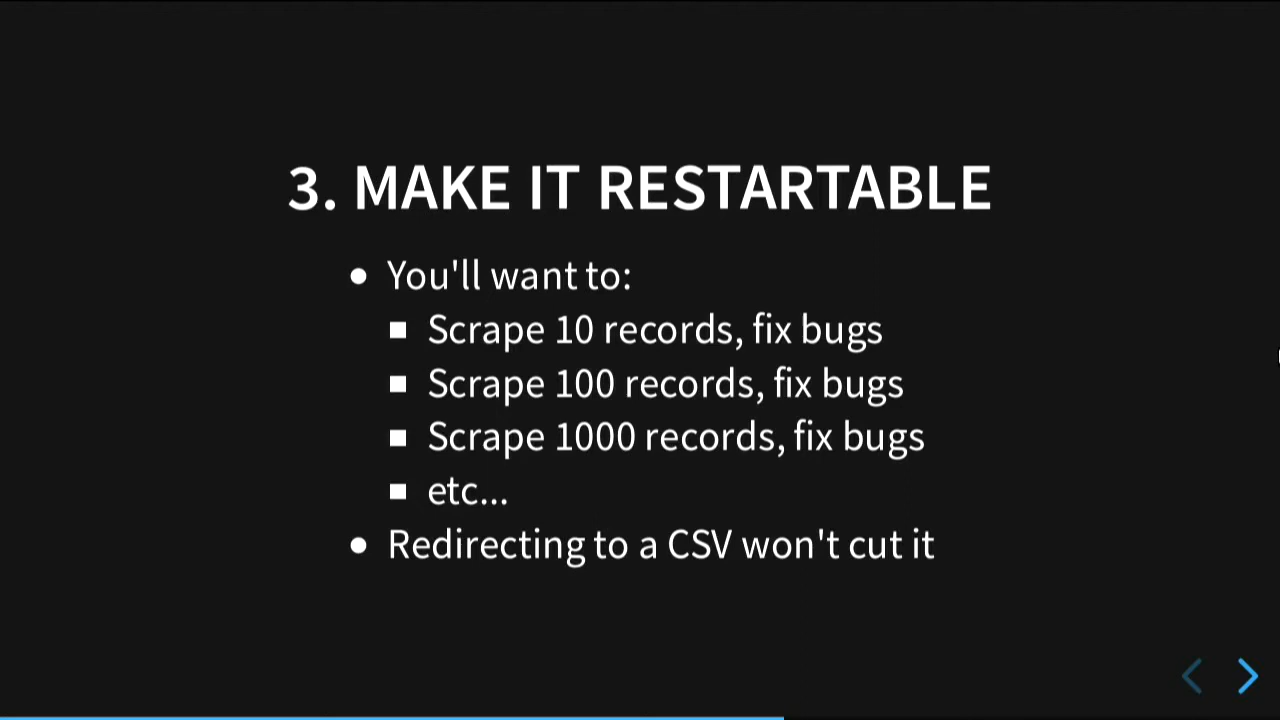 3. MAKE IT RESTARTABLE
You'll want to:
Scrape 10 records, fix bugs
Scrape 100 records, fix bugs
Scrape 1000 records, fix bugs
etc...
Redirecting to a CSV won't cut it